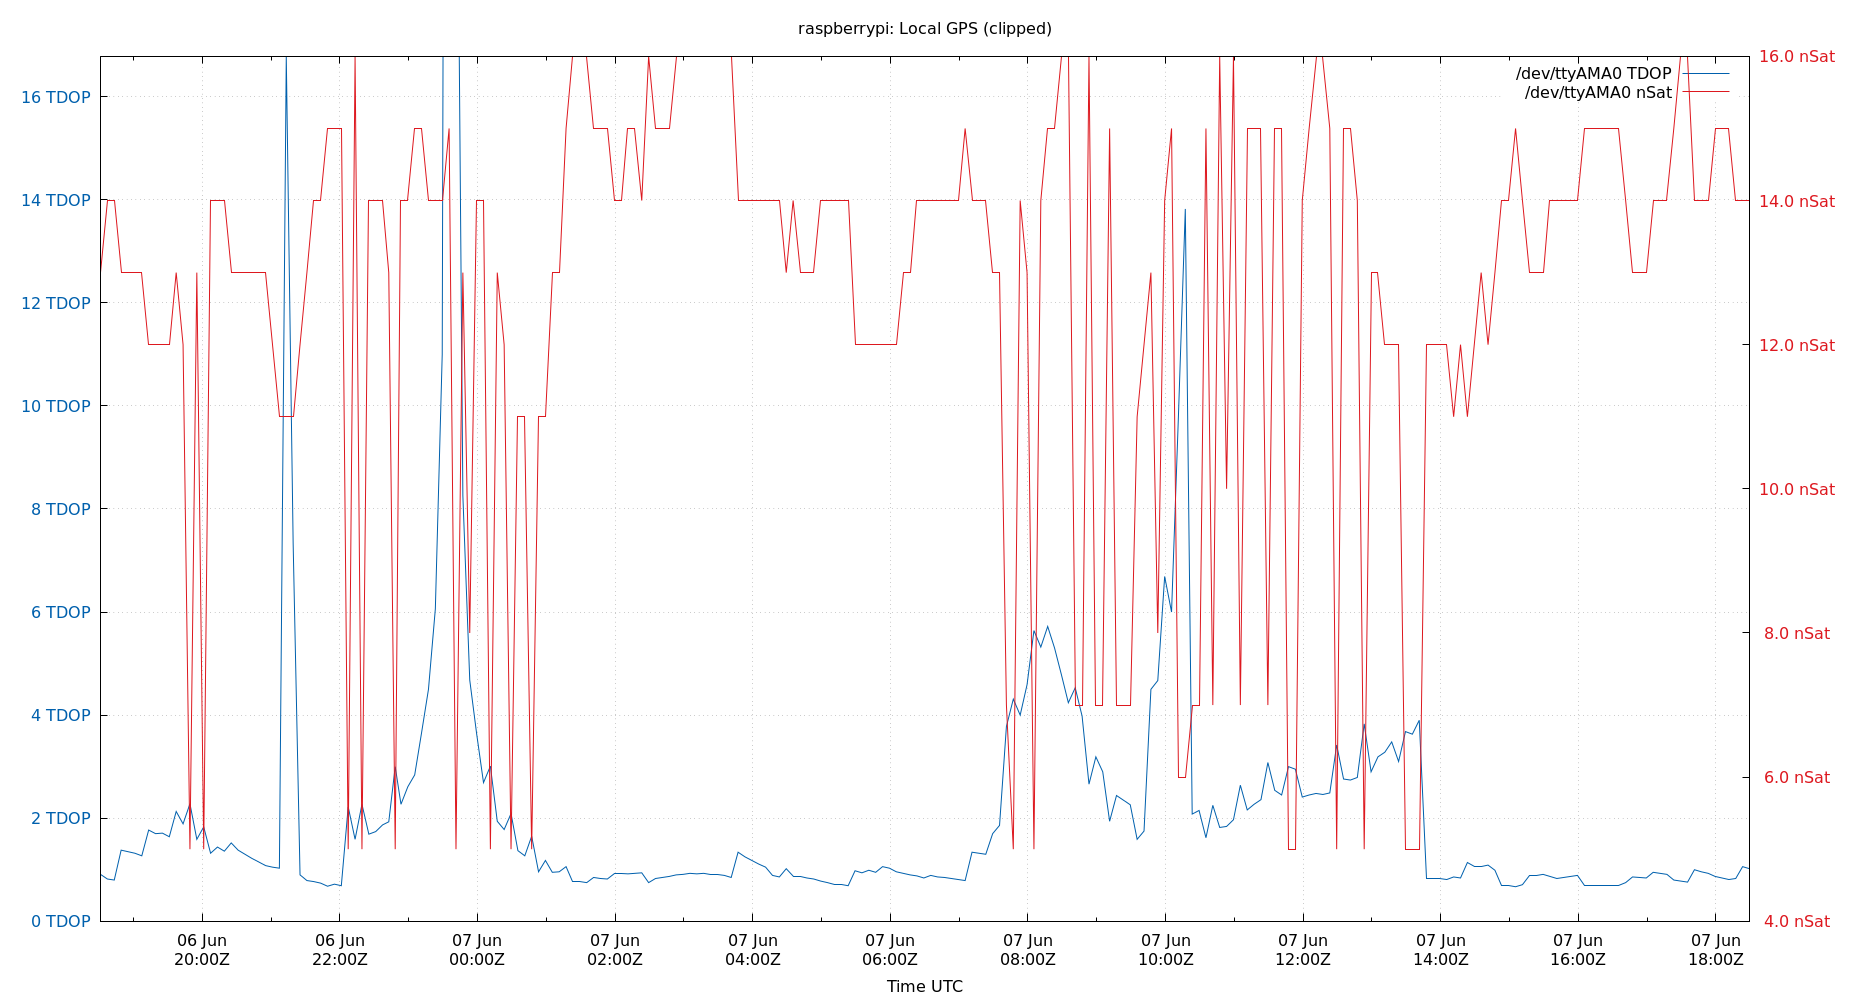 raspberrypi: Local GPS (clipped)
/dev/ttyAMA0 TDOP
/dev/ttyAMA0 nSat
16 TDOP
14 TDOP
12 TDOP
10 TDOP
8 TDOP
6 TDOP
4 TDOP
2 TDOP
0 TDOP
16.0 nSat
14.0 nSat
12.0 nSat
10.0 nSat
8.0 nSat
6.0 nSat
4.0 nSat
06 Jun
20:00Z
06 Jun
22:00Z
07 Jun
00:00Z
07 Jun
02:00Z
07 Jun
04:00Z
07 Jun
06:00Z
07 Jun
08:00Z
07 Jun
10:00Z
07 Jun
12:00Z
07 Jun
14:00Z
07 Jun
16:00Z
07 Jun
18:00Z
Time UTC